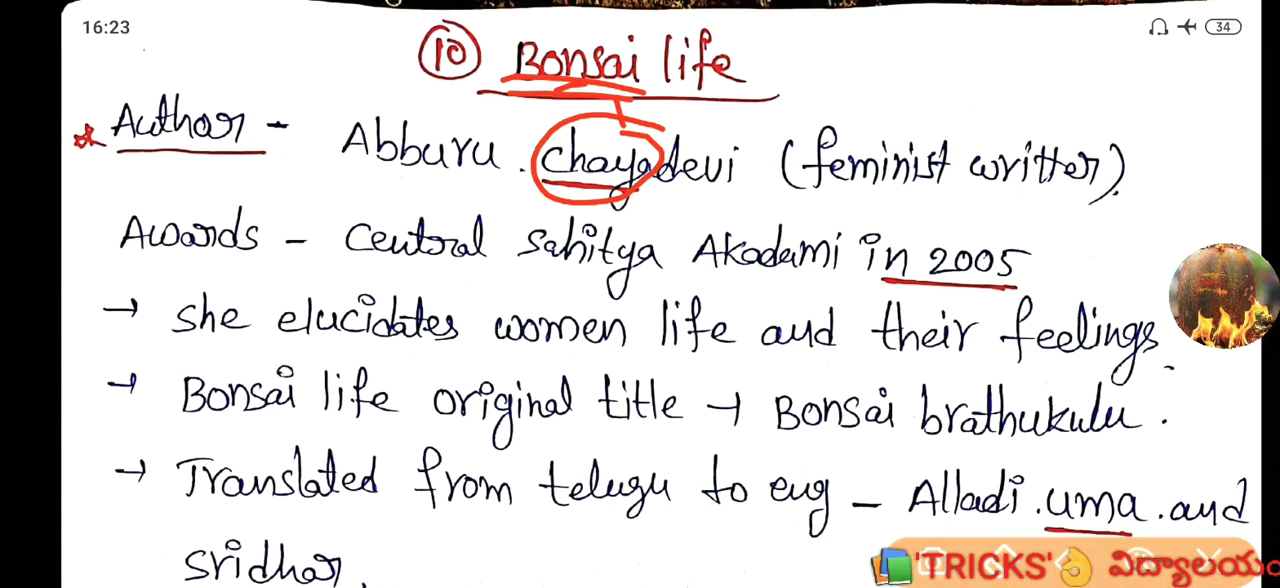 16:23
34
10 Bonsai life
Author - Abburu . chayadevi (feminist writter).
Awards - Central Sahitya Akadami in 2005
→ she elucidates women life and their feelings.
→ Bonsai life original title → Bonsai brathukulu.
→ Translated from telugu to eng - Alladi.uma.and
sridhar.
'TRICKS'👌 విద్యాలయం